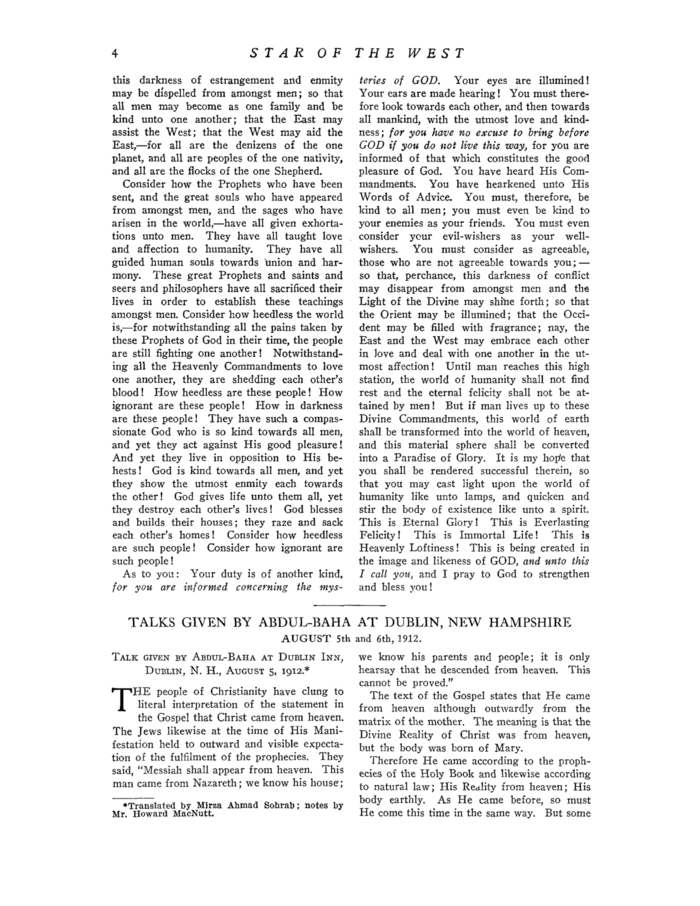 4
STAR OF THE WEST
this darkness of estrangement and enmity
may be dispelled from amongst men; so that
all men may become as one family and be
kind unto one another; that the East may
assist the West; that the West may aid the
East,—for all are the denizens of the one
planet, and all are peoples of the one nativity,
and all are the flocks of the one Shepherd.
Consider how the Prophets who have been
sent, and the great souls who have appeared
from amongst men, and the sages who have
arisen in the world,—have all given exhorta-
tions unto men. They have all taught love
and affection to humanity. They have all
guided human souls towards union and har-
mony. These great Prophets and saints and
seers and philosophers have all sacrificed their
lives in order to establish these teachings
amongst men. Consider how heedless the world
is,—for notwithstanding all the pains taken by
these Prophets of God in their time, the people
are still fighting one another! Notwithstand-
ing all the Heavenly Commandments to love
one another, they are shedding each other's
blood! How heedless are these people! How
ignorant are these people! How in darkness
are these people! They have such a compas-
sionate God who is so kind towards all men,
and yet they act against His good pleasure!
And yet they live in opposition to His be-
hests! God is kind towards all men, and yet
they show the utmost enmity each towards
the other! God gives life unto them all, yet
they destroy each other's lives! God blesses
and builds their houses; they raze and sack
each other's homes! Consider how heedless
are such people! Consider how ignorant are
such people!
As to you: Your duty is of another kind,
for you are informed concerning the mys-
teries of GOD. Your eyes are illumined!
Your ears are made hearing! You must there-
fore look towards each other, and then towards
all mankind, with the utmost love and kind-
ness; for you have no excuse to bring before
GOD if you do not live this way, for you are
informed of that which constitutes the good
pleasure of God. You have heard His Com-
mandments. You have hearkened unto His
Words of Advice. You must, therefore, be
kind to all men; you must even be kind to
your enemies as your friends. You must even
consider your evil-wishers as your well-
wishers. You must consider as agreeable,
those who are not agreeable towards you;—
so that, perchance, this darkness of conflict
may disappear from amongst men and the
Light of the Divine may shine forth; so that
the Orient may be illumined; that the Occi-
dent may be filled with fragrance; nay, the
East and the West may embrace each other
in love and deal with one another in the ut-
most affection! Until man reaches this high
station, the world of humanity shall not find
rest and the eternal felicity shall not be at-
tained by men! But if man lives up to these
Divine Commandments, this world of earth
shall be transformed into the world of heaven,
and this material sphere shall be converted
into a Paradise of Glory. It is my hope that
you shall be rendered successful therein, so
that you may cast light upon the world of
humanity like unto lamps, and quicken and
stir the body of existence like unto a spirit.
This is Eternal Glory! This is Everlasting
Felicity! This is Immortal Life! This is
Heavenly Loftiness! This is being created in
the image and likeness of GOD, and unto this
I call you, and I pray to God to strengthen
and bless you!
TALKS GIVEN BY ABDUL-BAHA AT DUBLIN, NEW HAMPSHIRE
AUGUST 5th and 6th, 1912.
TALK GIVEN BY ABDUL-BAHA AT DUBLIN INN,
DUBLIN, N. H., AUGUST 5, 1912.*
THE people of Christianity have clung to
literal interpretation of the statement in
the Gospel that Christ came from heaven.
The Jews likewise at the time of His Mani-
festation held to outward and visible expecta-
tion of the fulfilment of the prophecies. They
said, "Messiah shall appear from heaven. This
man came from Nazareth; we know his house;
*Translated by Mirza Ahmad Sohrab; notes by
Mr. Howard MacNutt.
we know his parents and people; it is only
hearsay that he descended from heaven. This
cannot be proved."
The text of the Gospel states that He came
from heaven although outwardly from the
matrix of the mother. The meaning is that the
Divine Reality of Christ was from heaven,
but the body was born of Mary.
Therefore He came according to the proph-
ecies of the Holy Book and likewise according
to natural law; His Reality from heaven; His
body earthly. As He came before, so must
He come this time in the same way. But some